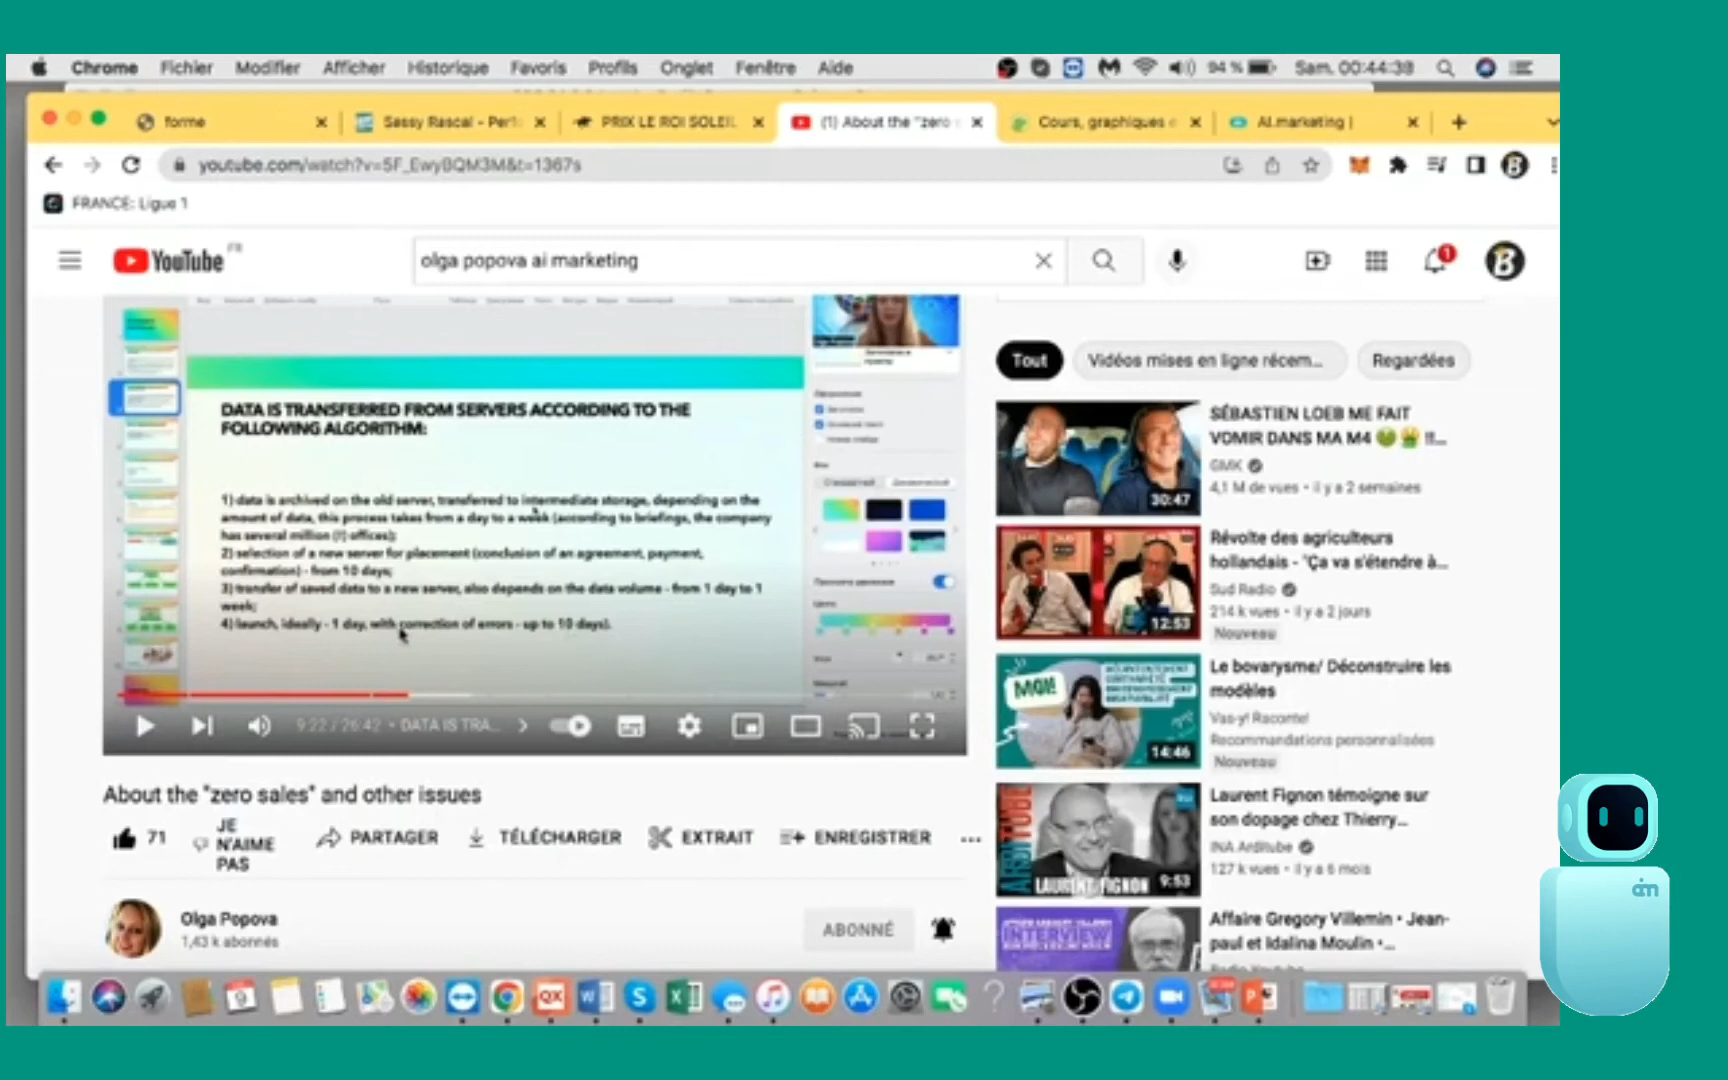 Chrome Fichier Modifier Afficher Historique Favoris Profils Onglet Fenêtre Aide 94 % Sam. 00:44:39
forme
Sassy Rascal - Perf
PRIX LE ROI SOLEIL
(1) About the "zero s
Cours, graphiques e
AI.marketing |
youtube.com/watch?v=5F_EwyBQM3M&t=1367s
FRANCE: Ligue 1
YouTube FR
olga popova ai marketing
1
DATA IS TRANSFERRED FROM SERVERS ACCORDING TO THE
FOLLOWING ALGORITHM:
1) data is archived on the old server, transferred to intermediate storage, depending on the
amount of data, this process takes from a day to a week (according to briefings, the company
has several million (!) offices);
2) selection of a new server for placement (conclusion of an agreement, payment,
confirmation) - from 10 days;
3) transfer of saved data to a new server, also depends on the data volume - from 1 day to 1
week;
4) launch, ideally - 1 day, with correction of errors - up to 10 days).
9:22 / 26:42 • DATA IS TRA...
About the "zero sales" and other issues
71
JE
N'AIME
PAS
PARTAGER
TÉLÉCHARGER
EXTRAIT
ENREGISTRER
Olga Popova
1,43 k abonnés
ABONNÉ
Tout
Vidéos mises en ligne récem...
Regardées
30:47
SÉBASTIEN LOEB ME FAIT
VOMIR DANS MA M4 🤢🤮 !!...
GMK
4,1 M de vues • il y a 2 semaines
12:53
Révolte des agriculteurs
hollandais - "Ça va s'étendre à...
Sud Radio
214 k vues • il y a 2 jours
Nouveau
MOI!
14:46
Le bovarysme/ Déconstruire les
modèles
Vas-y! Raconte!
Recommandations personnalisées
Nouveau
ARDITUBE
LAURENT FIGNON
9:53
Laurent Fignon témoigne sur
son dopage chez Thierry...
INA Arditube
127 k vues • il y a 6 mois
INTERVIEW
Affaire Gregory Villemin • Jean-
paul et Idalina Moulin •...
aim